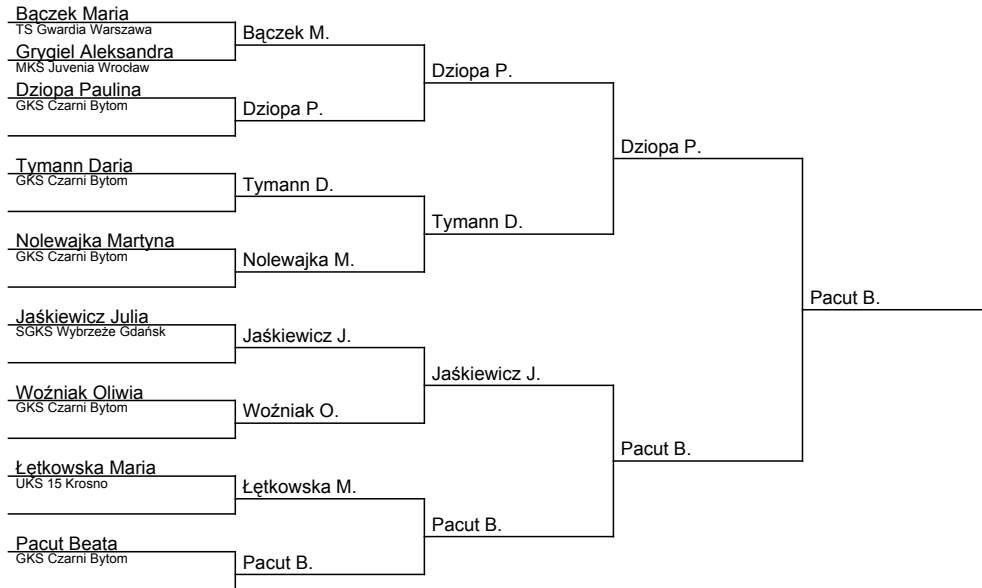 Bączek Maria
TS Gwardia Warszawa
Grygiel Aleksandra
MKS Juvenia Wrocław
Dziopa Paulina
GKS Czarni Bytom
Tymann Daria
GKS Czarni Bytom
Nolewajka Martyna
GKS Czarni Bytom
Jaśkiewicz Julia
SGKS Wybrzeże Gdańsk
Woźniak Oliwia
GKS Czarni Bytom
Łętkowska Maria
UKS 15 Krosno
Pacut Beata
GKS Czarni Bytom
Bączek M.
Dziopa P.
Tymann D.
Nolewajka M.
Jaśkiewicz J.
Woźniak O.
Łętkowska M.
Pacut B.
Dziopa P.
Tymann D.
Jaśkiewicz J.
Pacut B.
Dziopa P.
Pacut B.
Pacut B.